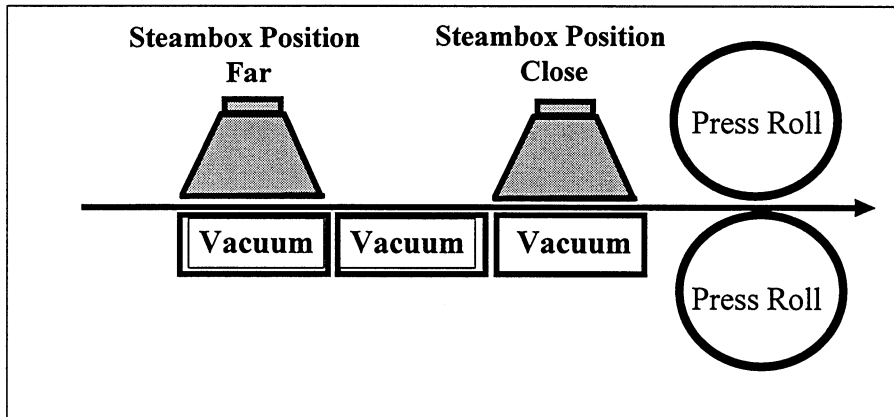 Steambox Position
Far
Steambox Position
Close
Press Roll
Vacuum
Vacuum
Vacuum
Press Roll